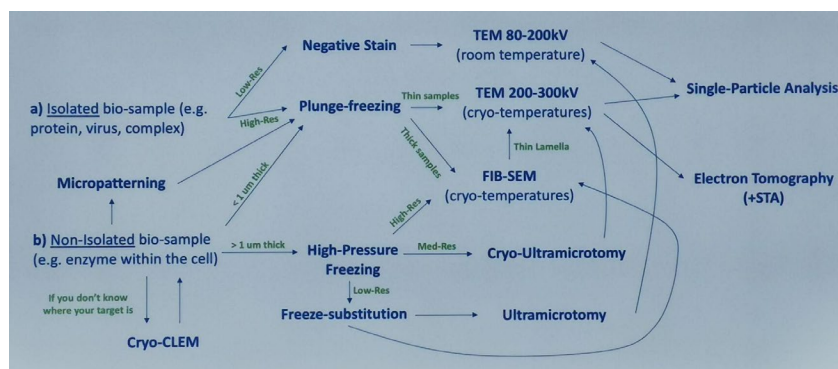 Negative Stain
TEM 80-200kV
(room temperature)
Low-Res
Single-Particle Analysis
a) Isolated bio-sample (e.g.
protein, virus, complex)
High-Res
Plunge-freezing
Thin samples
TEM 200-300kV
(cryo-temperatures)
Thick samples
Thin Lamella
Micropatterning
< 1 um thick
FIB-SEM
(cryo-temperatures)
Electron Tomography
(+STA)
High-Res
b) Non-Isolated bio-sample
(e.g. enzyme within the cell)
> 1 um thick
High-Pressure
Freezing
Med-Res
Cryo-Ultramicrotomy
Low-Res
If you don't know
where your target is
Freeze-substitution
Ultramicrotomy
Cryo-CLEM